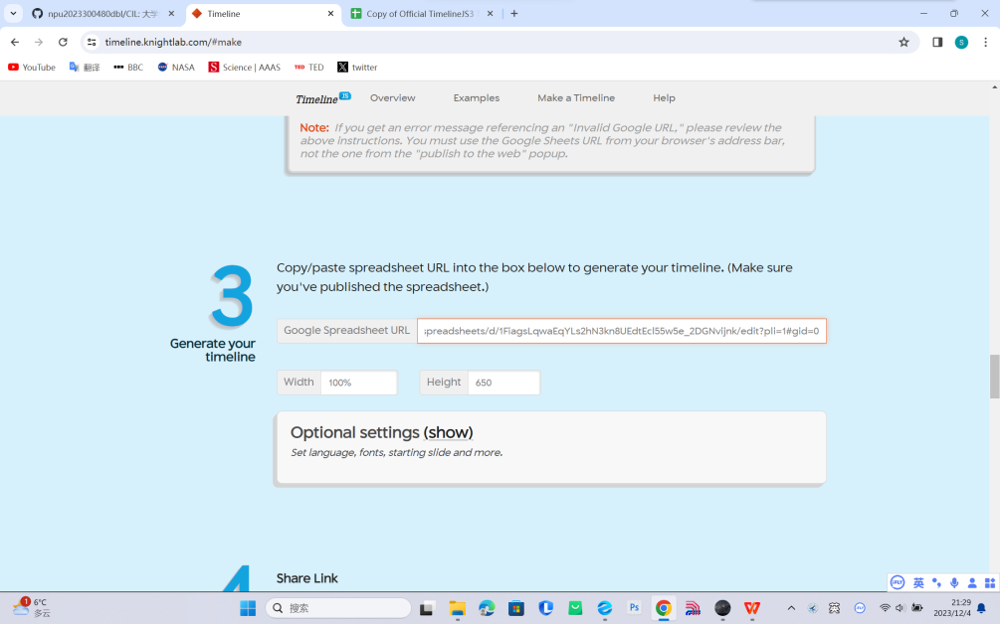 npu2023300480dbl/CIL: 大学
Timeline
Copy of Official TimelineJS3
timeline.knightlab.com/#make
YouTube
翻译
BBC
NASA
Science | AAAS
TED
twitter
Timeline JS
Overview
Examples
Make a Timeline
Help
Note: If you get an error message referencing an "Invalid Google URL," please review the
above instructions. You must use the Google Sheets URL from your browser's address bar,
not the one from the "publish to the web" popup.
3
Generate your
timeline
Copy/paste spreadsheet URL into the box below to generate your timeline. (Make sure
you've published the spreadsheet.)
Google Spreadsheet URL
spreadsheets/d/1FiagsLqwaEqYLs2hN3kn8UEdtEcl55w5e_2DGNvljnk/edit?pli=1#gid=0
Width 100%
Height 650
Optional settings (show)
Set language, fonts, starting slide and more.
4
Share Link
英
1
6°C
多云
搜索
Ps
21:29
2023/12/4